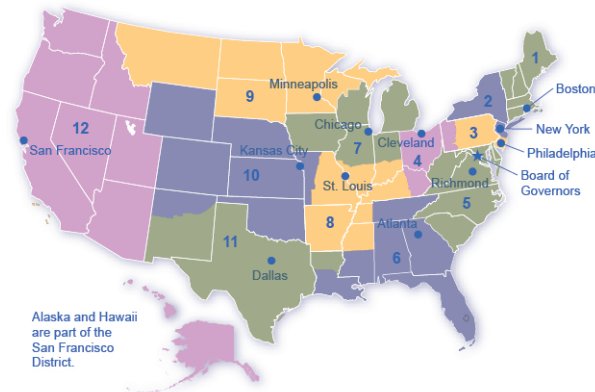 1
Boston
2
Minneapolis
9
New York
12
Chicago
3
Cleveland
7
Philadelphia
San Francisco
Kansas City
4
Board of
Governors
10
St. Louis
Richmond
5
8
Atlanta
11
6
Dallas
Alaska and Hawaii
are part of the
San Francisco
District.